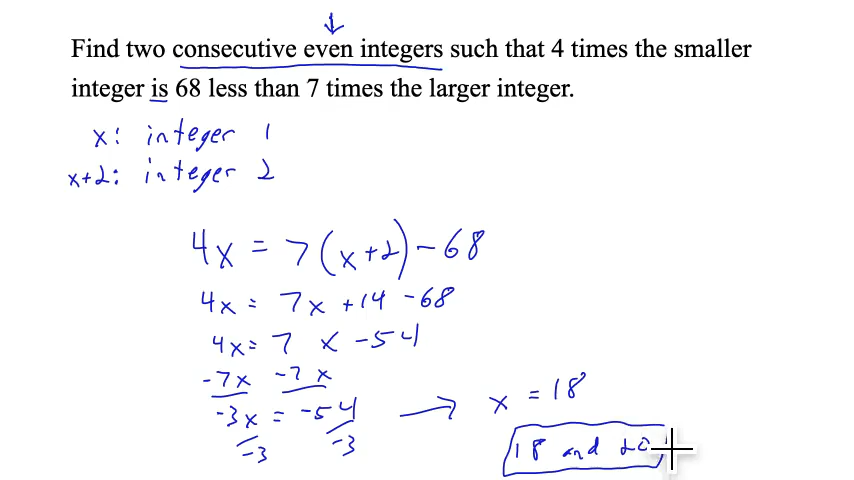 Find two consecutive even integers such that 4 times the smaller
integer is 68 less than 7 times the larger integer.
x: integer 1
x+2: integer 2
4x = 7(x+2) - 68
4x = 7x + 14 - 68
4x = 7x - 54
-7x -7x
-3x = -54 → x = 18
-3 -3
18 and 20